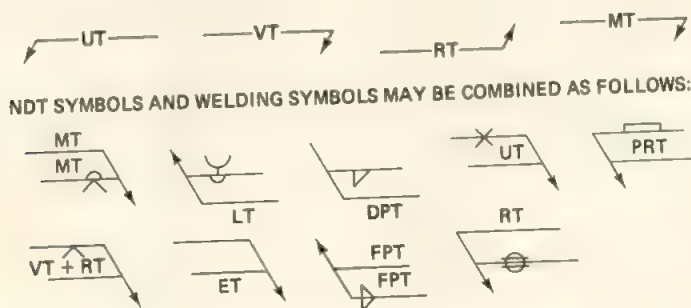 UT VT RT MT
NDT SYMBOLS AND WELDING SYMBOLS MAY BE COMBINED AS FOLLOWS:
MT
MT
LT
DPT
UT
PRT
VT + RT
ET
FPT
FPT
RT